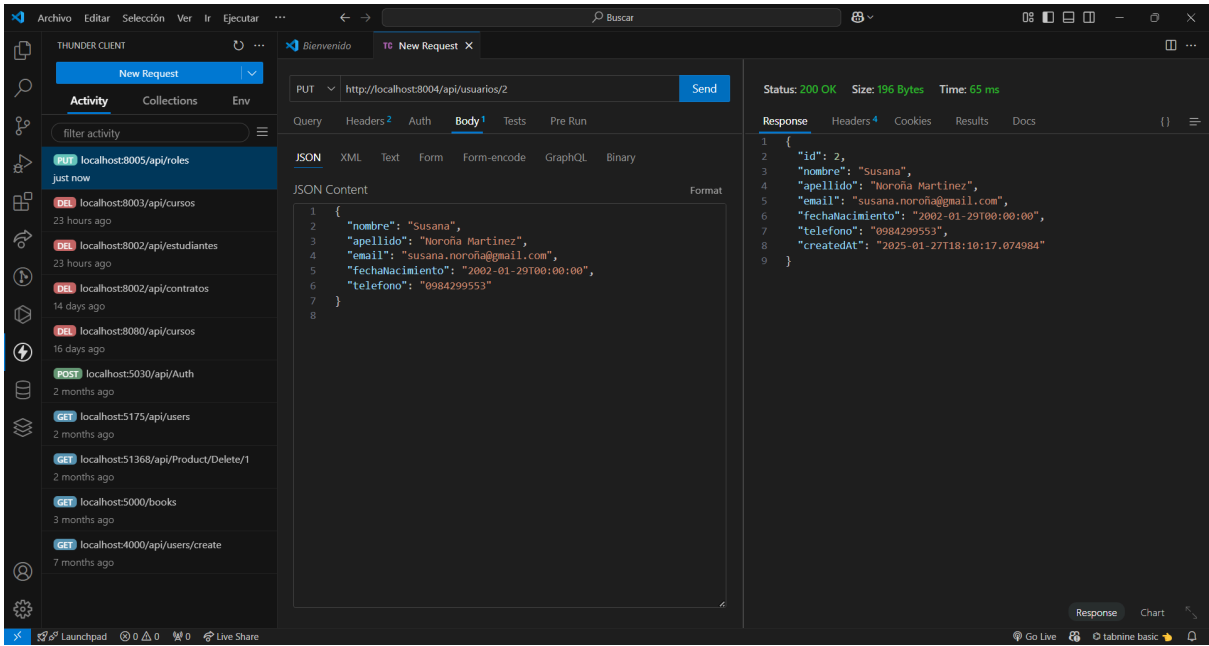 Archivo Editar Selección Ver Ir Ejecutar ··· Buscar
THUNDER CLIENT ···
New Request
Activity Collections Env
filter activity
PUT localhost:8005/api/roles
just now
DEL localhost:8003/api/cursos
23 hours ago
DEL localhost:8002/api/estudiantes
23 hours ago
DEL localhost:8002/api/contratos
14 days ago
DEL localhost:8080/api/cursos
16 days ago
POST localhost:5030/api/Auth
2 months ago
GET localhost:5175/api/users
2 months ago
GET localhost:51368/api/Product/Delete/1
2 months ago
GET localhost:5000/books
3 months ago
GET localhost:4000/api/users/create
7 months ago
Bienvenido TC New Request
PUT http://localhost:8004/api/usuarios/2 Send
Query Headers 2 Auth Body 1 Tests Pre Run
JSON XML Text Form Form-encode GraphQL Binary
JSON Content Format
1 {
2 "nombre": "Susana",
3 "apellido": "Noroña Martinez",
4 "email": "susana.noroña@gmail.com",
5 "fechaNacimiento": "2002-01-29T00:00:00",
6 "telefono": "0984299553"
7 }
8
Status: 200 OK Size: 196 Bytes Time: 65 ms
Response Headers 4 Cookies Results Docs { }
1 {
2 "id": 2,
3 "nombre": "Susana",
4 "apellido": "Noroña Martinez",
5 "email": "susana.noroña@gmail.com",
6 "fechaNacimiento": "2002-01-29T00:00:00",
7 "telefono": "0984299553",
8 "createdAt": "2025-01-27T18:10:17.074984"
9 }
Response Chart
Launchpad 0 0 0 Live Share Go Live tabnine basic